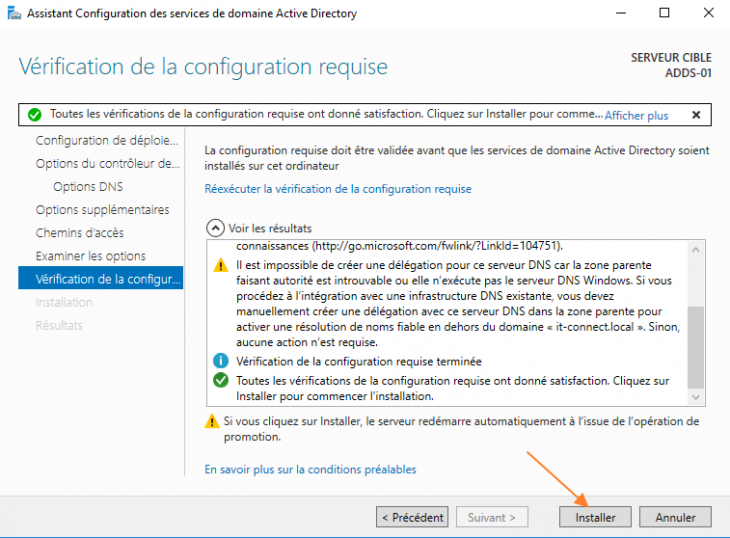 Assistant Configuration des services de domaine Active Directory
Vérification de la configuration requise
SERVEUR CIBLE
ADDS-01
Toutes les vérifications de la configuration requise ont donné satisfaction. Cliquez sur Installer pour comme... Afficher plus
Configuration de déploie...
Options du contrôleur de...
Options DNS
Options supplémentaires
Chemins d'accès
Examiner les options
Vérification de la configur...
Installation
Résultats
La configuration requise doit être validée avant que les services de domaine Active Directory soient
installés sur cet ordinateur
Réexécuter la vérification de la configuration requise
Voir les résultats
connaissances (http://go.microsoft.com/fwlink/?LinkId=104751).
Il est impossible de créer une délégation pour ce serveur DNS car la zone parente
faisant autorité est introuvable ou elle n'exécute pas le serveur DNS Windows. Si vous
procédez à l'intégration avec une infrastructure DNS existante, vous devez
manuellement créer une délégation avec ce serveur DNS dans la zone parente pour
activer une résolution de noms fiable en dehors du domaine « it-connect.local ». Sinon,
aucune action n'est requise.
Vérification de la configuration requise terminée
Toutes les vérifications de la configuration requise ont donné satisfaction. Cliquez sur
Installer pour commencer l'installation.
Si vous cliquez sur Installer, le serveur redémarre automatiquement à l'issue de l'opération de
promotion.
En savoir plus sur la conditions préalables
< Précédent
Suivant >
Installer
Annuler